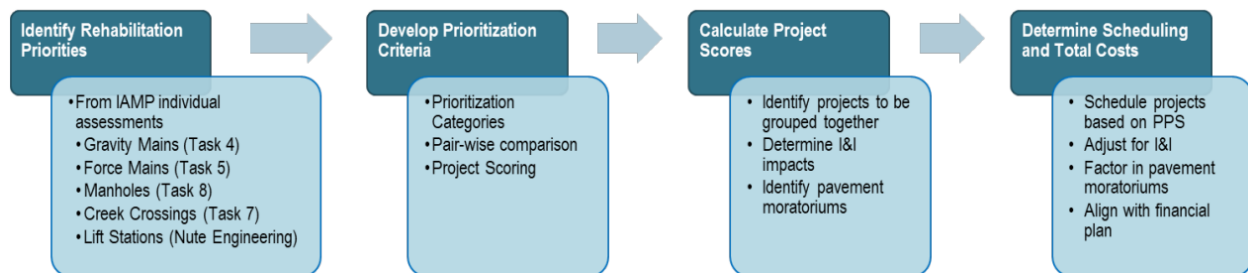 Identify Rehabilitation
Priorities
•From IAMP individual
assessments
•Gravity Mains (Task 4)
•Force Mains (Task 5)
•Manholes (Task 8)
•Creek Crossings (Task 7)
•Lift Stations (Nute Engineering)
Develop Prioritization
Criteria
•Prioritization
Categories
•Pair-wise comparison
•Project Scoring
Calculate Project
Scores
• Identify projects to be
grouped together
• Determine I&I
impacts
• Identify pavement
moratoriums
Determine Scheduling
and Total Costs
• Schedule projects
based on PPS
• Adjust for I&I
• Factor in pavement
moratoriums
• Align with financial
plan